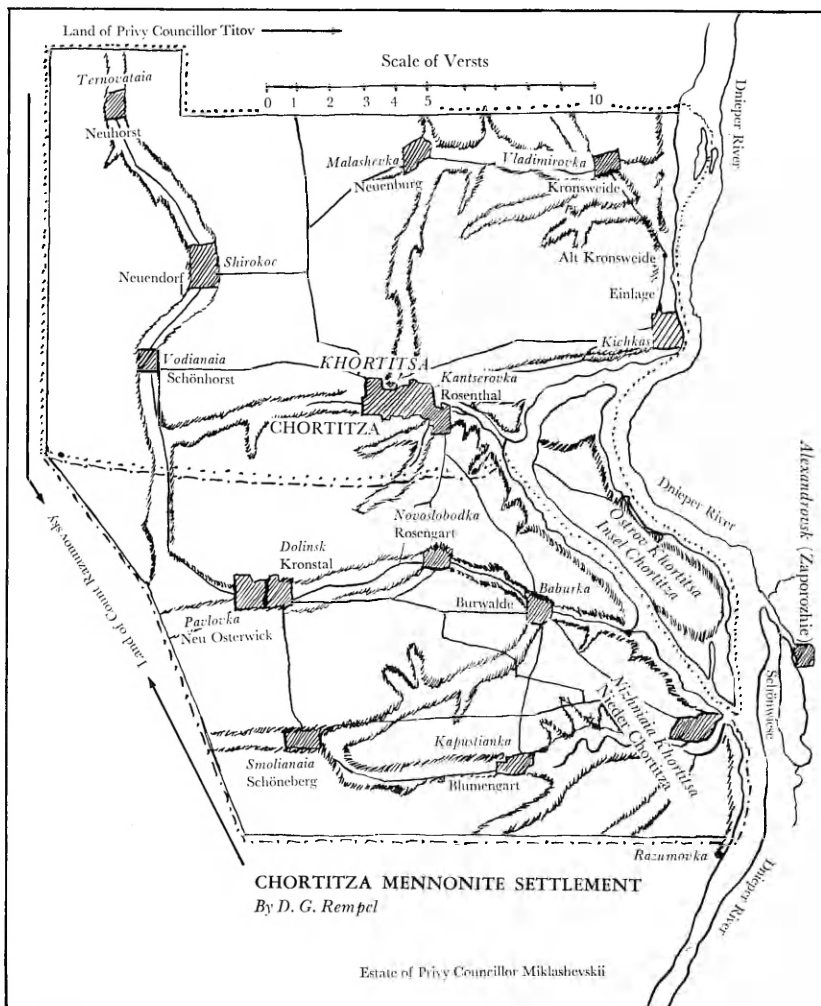 Land of Privy Councillor Titov
Scale of Versts
0 1 2 3 4 5 10
Ternovataia
Neuhorst
Malashevka
Neuenburg
Vladimirovka
Kronsweide
Dnieper River
Shirokoc
Neuendorf
Alt Kronsweide
Einlage
Kichkas
Vodianaia
Schönhorst
KHORTITSA
CHORTITZA
Kantserovka
Rosenthal
Ostrov Khortitsa
Insel Chortitza
Dnieper River
Alexandrovsk (Zaporozhie)
Schönwiese
Land of Count Razumovsky
Novoslobodka
Rosengart
Dolinsk
Kronstal
Pavlovka
Neu Osterwick
Baburka
Burwalde
Nizhniaia Khortitsa
Nieder Chortitza
Smolianaia
Schöneberg
Kapustianka
Blumengart
Razumovka
Dnieper River
CHORTITZA MENNONITE SETTLEMENT
By D. G. Rempel
Estate of Privy Councillor Miklashevskii